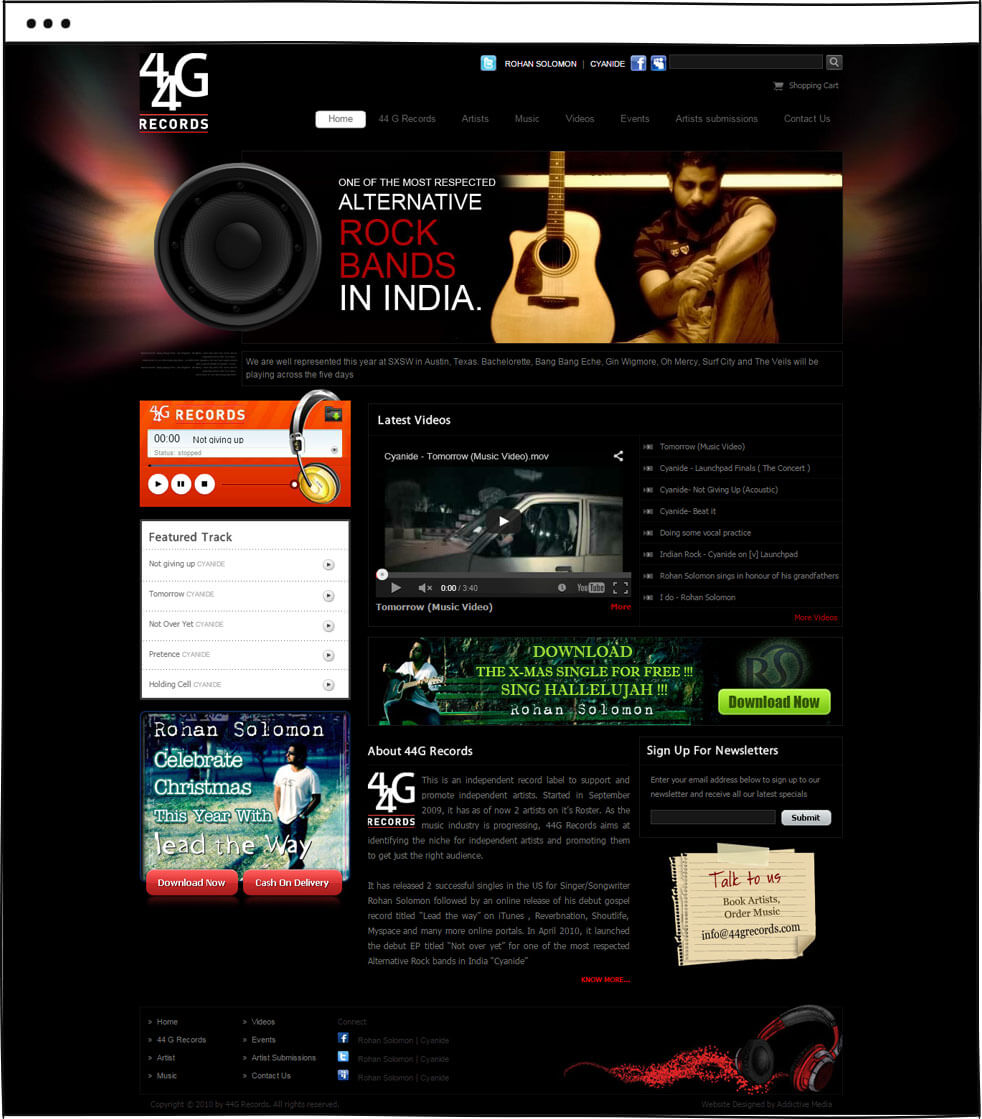 44G
RECORDS
ROHAN SOLOMON | CYANIDE
Shopping Cart
Home
44 G Records
Artists
Music
Videos
Events
Artists submissions
Contact Us
ONE OF THE MOST RESPECTED
ALTERNATIVE
ROCK
BANDS
IN INDIA.
We are well represented this year at SXSW in Austin, Texas. Bachelorette, Bang Bang Eche, Gin Wigmore, Oh Mercy, Surf City and The Veils will be
playing across the five days
44G RECORDS
00:00 Not giving up
Status: stopped
Featured Track
Not giving up CYANIDE
Tomorrow CYANIDE
Not Over Yet CYANIDE
Pretence CYANIDE
Holding Cell CYANIDE
Rohan Solomon
Celebrate
Christmas
This Year With
lead the Way
Download Now
Cash On Delivery
Latest Videos
Cyanide - Tomorrow (Music Video).mov
0:00 / 3:40
YouTube
Tomorrow (Music Video)
More
Tomorrow (Music Video)
Cyanide - Launchpad Finals ( The Concert )
Cyanide- Not Giving Up (Acoustic)
Cyanide- Beat it
Doing some vocal practice
Indian Rock - Cyanide on [v] Launchpad
Rohan Solomon sings in honour of his grandfathers
I do - Rohan Solomon
More Videos
DOWNLOAD
THE X-MAS SINGLE FOR FREE !!!
SING HALLELUJAH !!!
Rohan Solomon
RS
Download Now
About 44G Records
44G
RECORDS
This is an independent record label to support and
promote independent artists. Started in September
2009, it has as of now 2 artists on it's Roster. As the
music industry is progressing, 44G Records aims at
identifying the niche for independent artists and promoting them
to get just the right audience.
It has released 2 successful singles in the US for Singer/Songwriter
Rohan Solomon followed by an online release of his debut gospel
record titled "Lead the way" on iTunes , Reverbnation, Shoutlife,
Myspace and many more online portals. In April 2010, it launched
the debut EP titled "Not over yet" for one of the most respected
Alternative Rock bands in India "Cyanide"
KNOW MORE...
Sign Up For Newsletters
Enter your email address below to sign up to our
newsletter and receive all our latest specials
Submit
Talk to us
Book Artists,
Order Music
info@44grecords.com
» Home
» 44 G Records
» Artist
» Music
» Videos
» Events
» Artist Submissions
» Contact Us
Connect
Rohan Solomon | Cyanide
Rohan Solomon | Cyanide
Rohan Solomon | Cyanide
Copyright © 2010 by 44G Records. All rights reserved.
Website Designed by Addictive Media